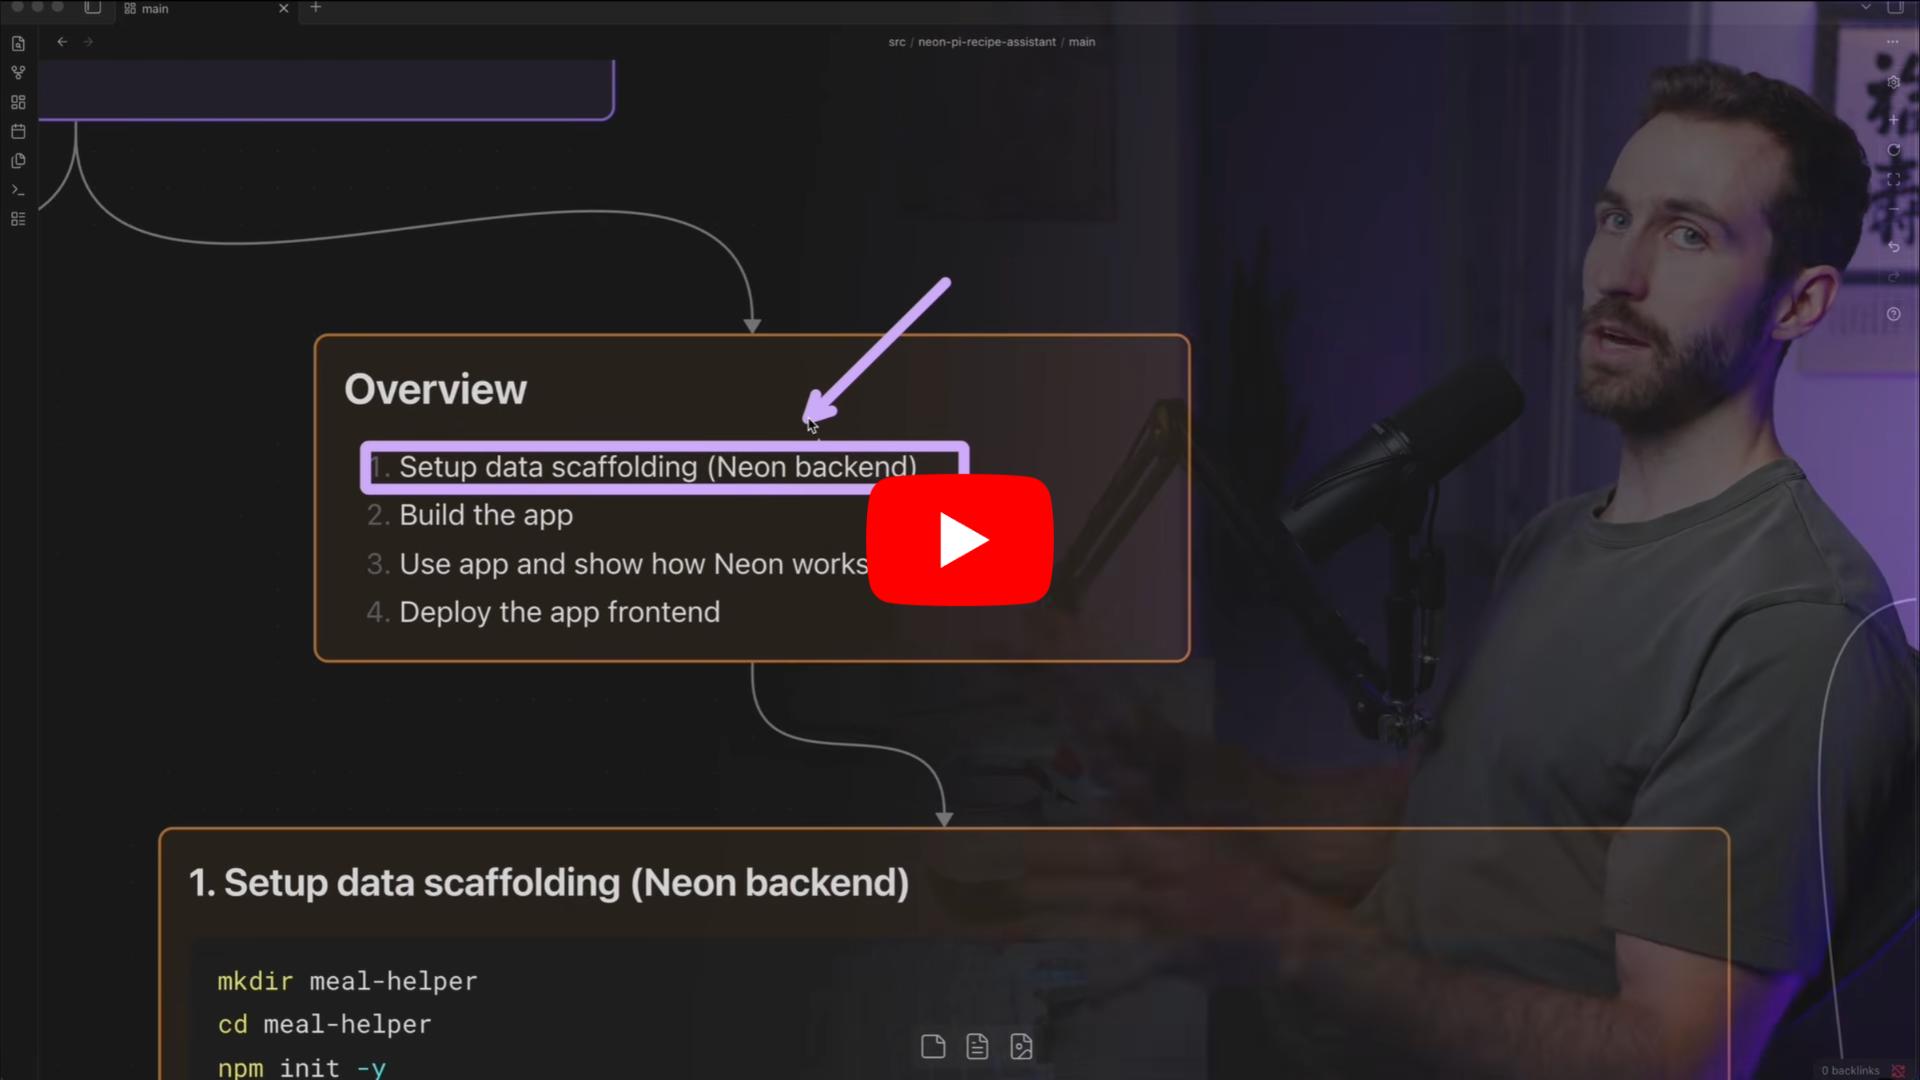 main
src / neon-pi-recipe-assistant / main
Overview
1. Setup data scaffolding (Neon backend)
2. Build the app
3. Use app and show how Neon works
4. Deploy the app frontend
1. Setup data scaffolding (Neon backend)
mkdir meal-helper
cd meal-helper
npm init -y
0 backlinks